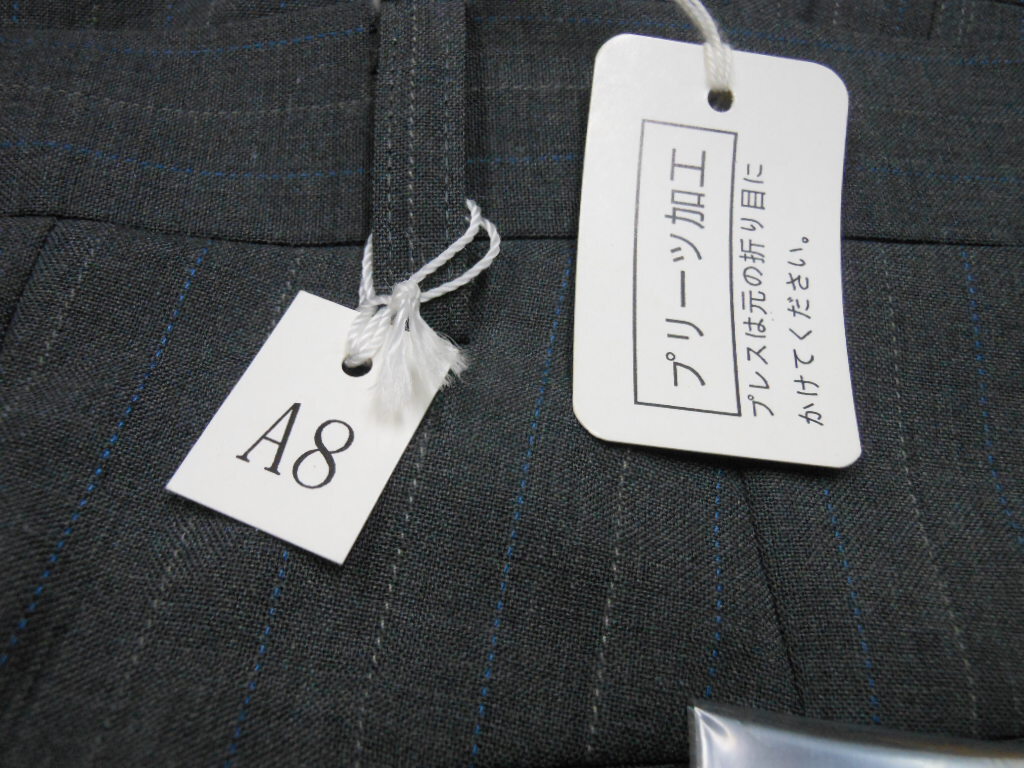 A8
プリーツ加工
プレスは元の折り目に
かけてください。